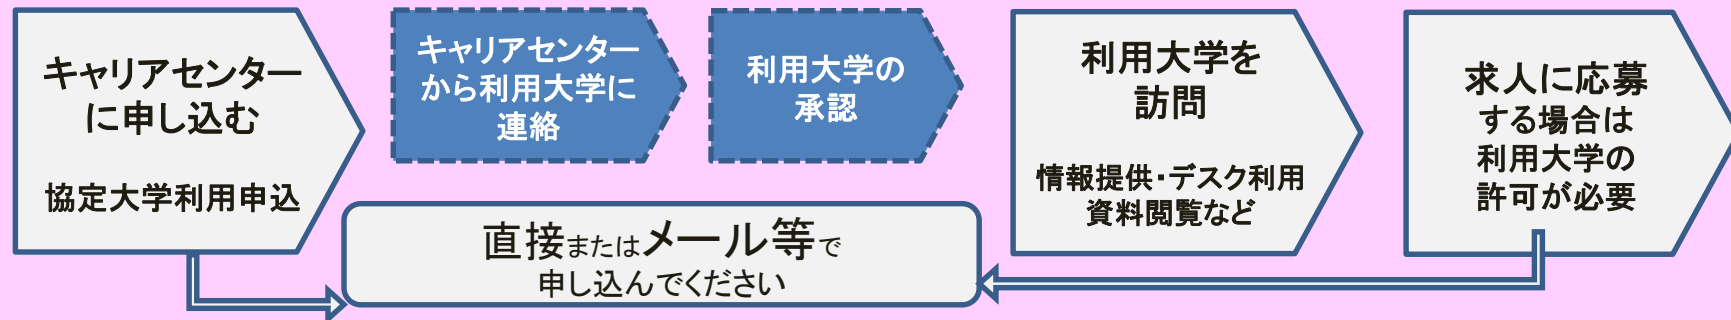 キャリアセンター
に申し込む
協定大学利用申込
キャリアセンター
から利用大学に
連絡
利用大学の
承認
利用大学を
訪問
情報提供・デスク利用
資料閲覧など
求人に応募
する場合は
利用大学の
許可が必要
直接またはメール等で
申し込んでください